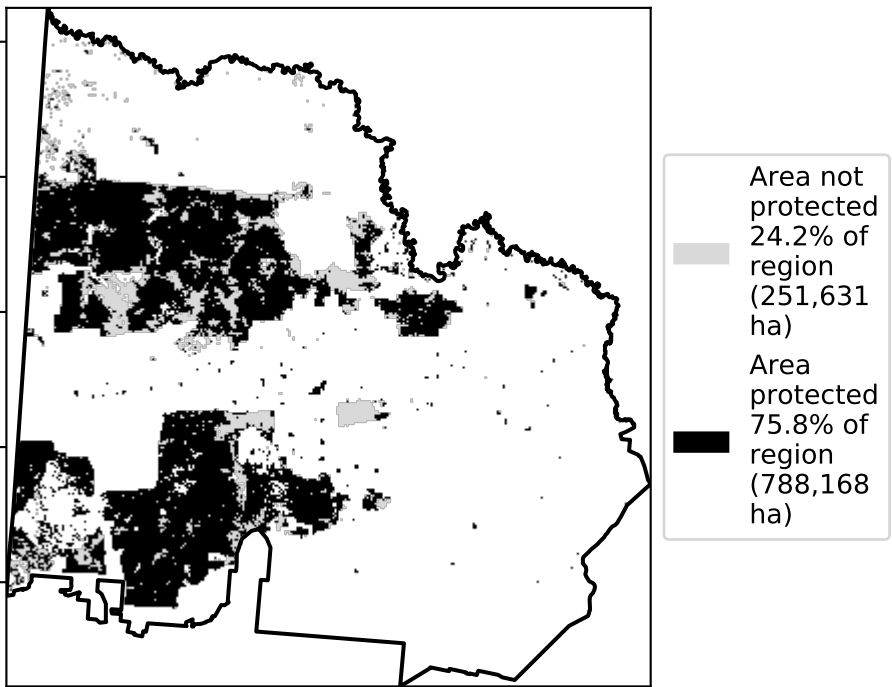 Area not
protected
24.2% of
region
(251,631
ha)
Area
protected
75.8% of
region
(788,168
ha)